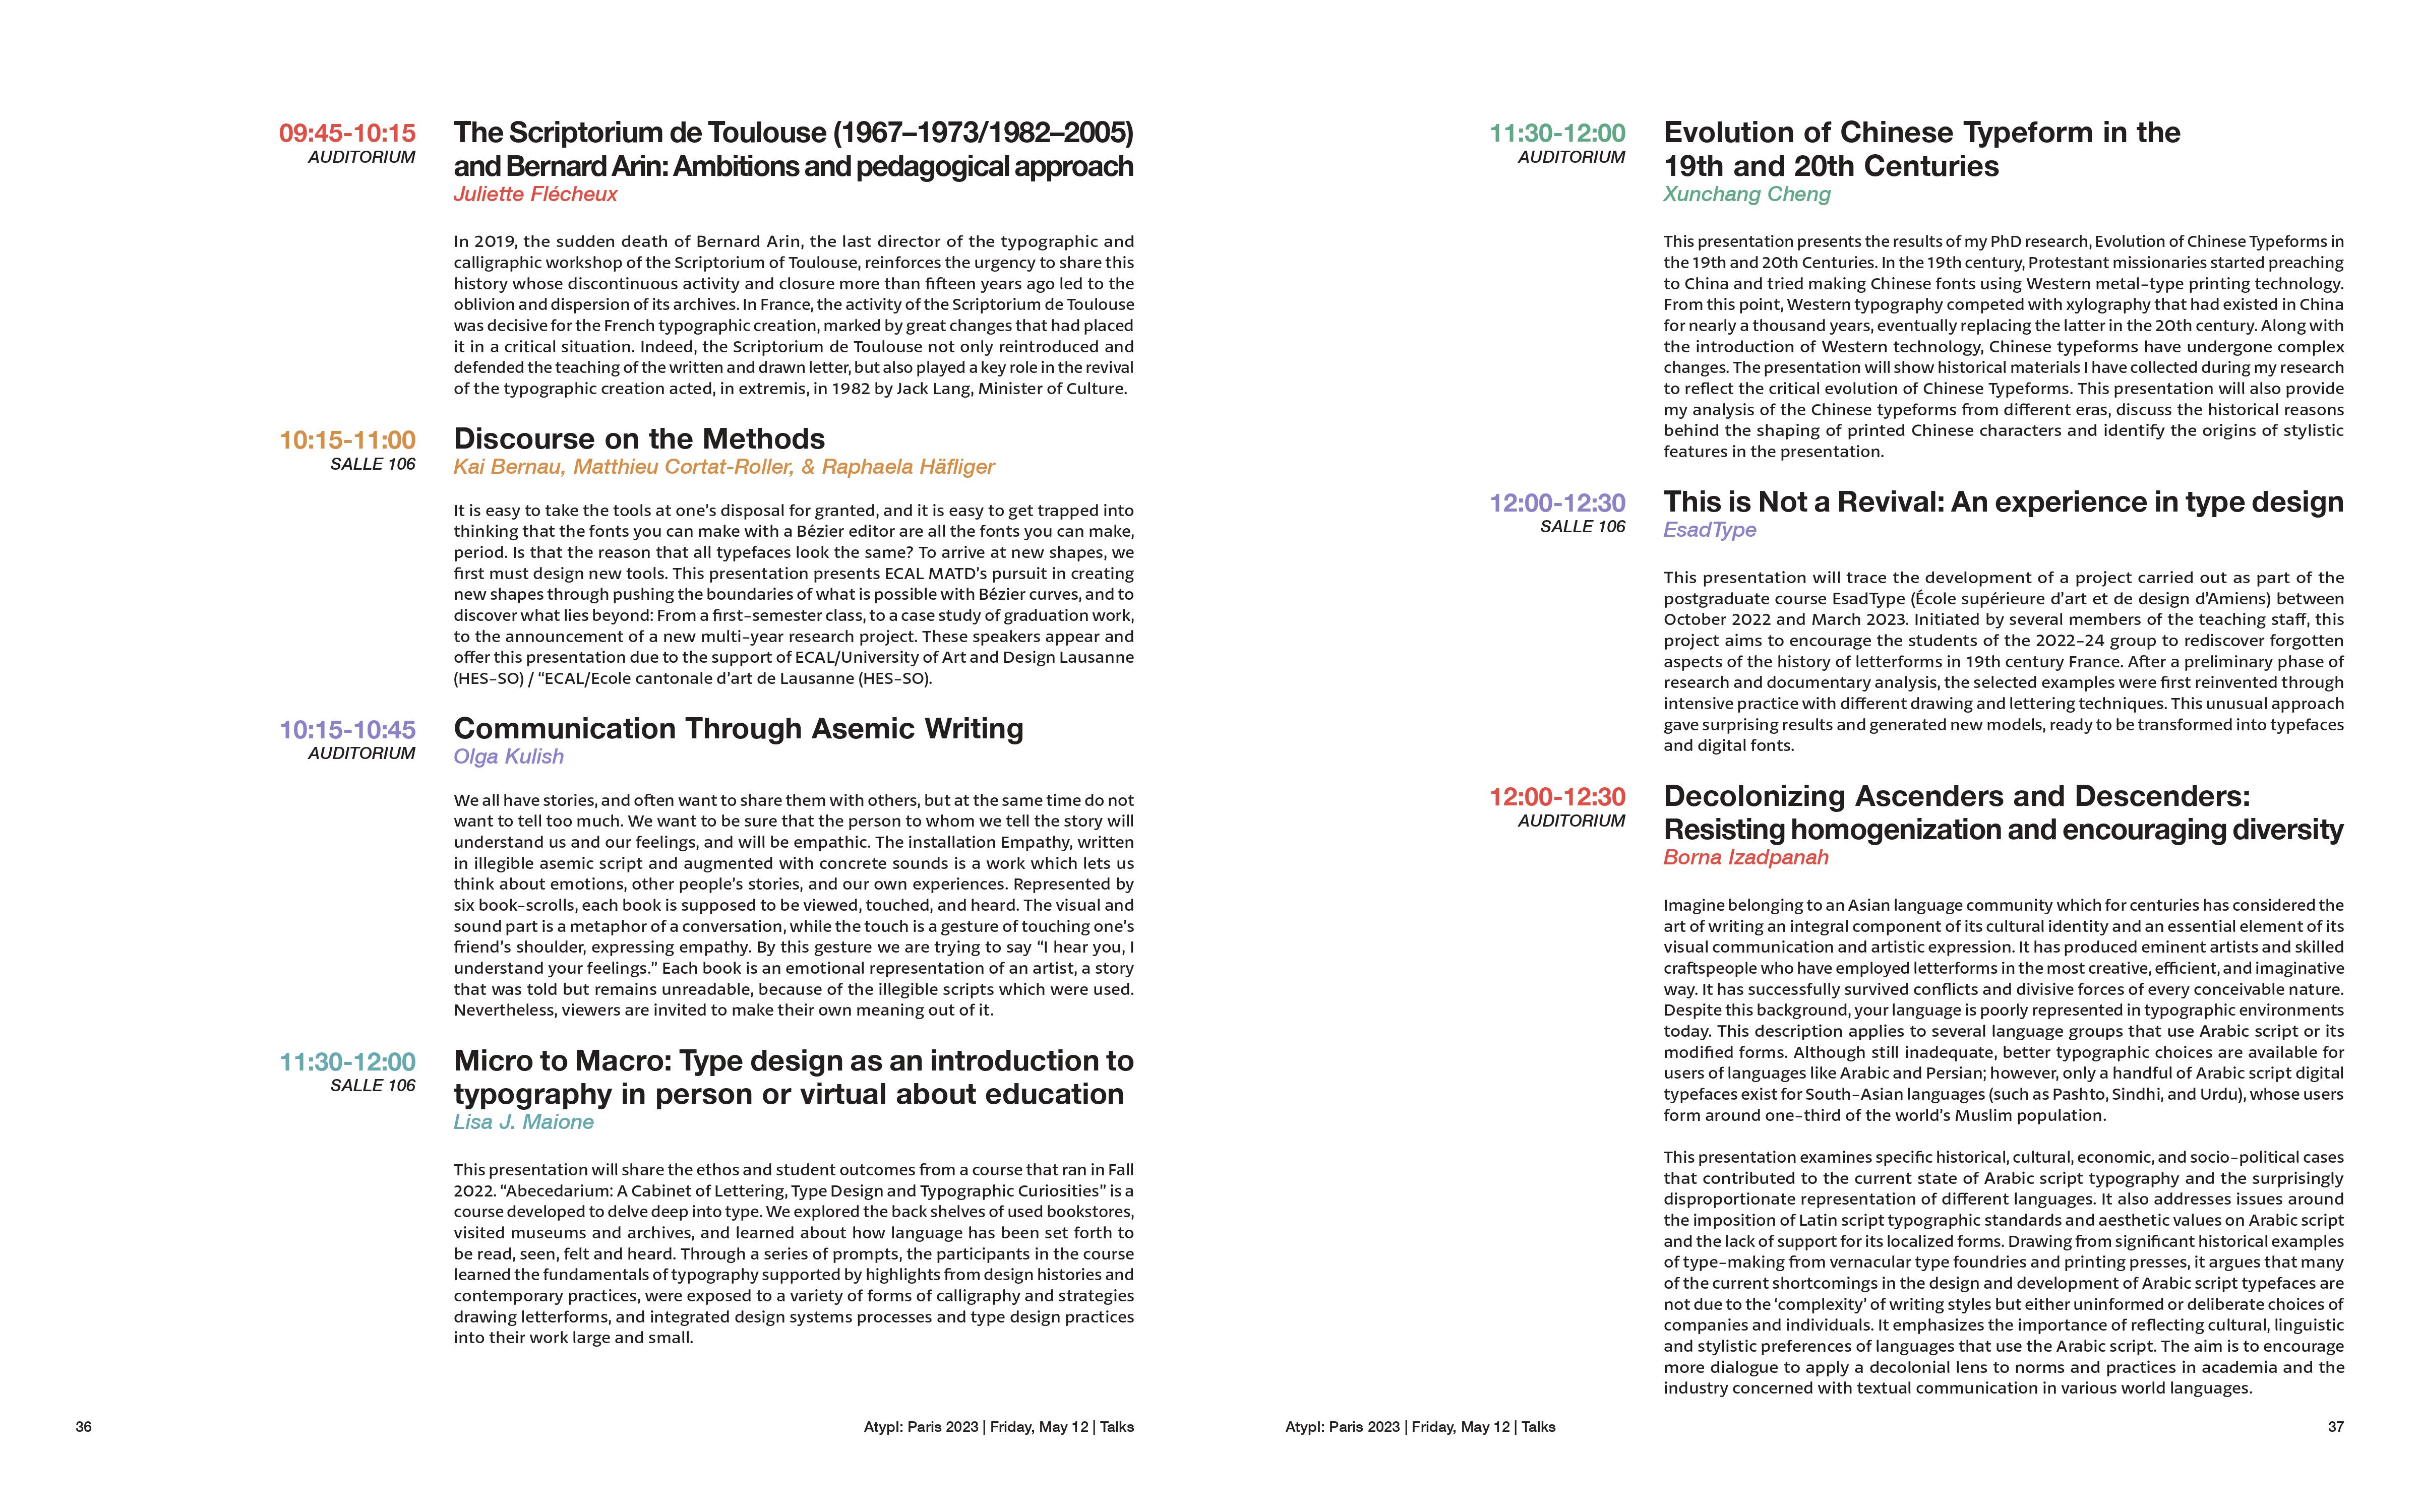 09:45-10:15
AUDITORIUM
The Scriptorium de Toulouse (1967–1973/1982–2005)
and Bernard Arin: Ambitions and pedagogical approach
Juliette Flécheux
In 2019, the sudden death of Bernard Arin, the last director of the typographic and
calligraphic workshop of the Scriptorium of Toulouse, reinforces the urgency to share this
history whose discontinuous activity and closure more than fifteen years ago led to the
oblivion and dispersion of its archives. In France, the activity of the Scriptorium de Toulouse
was decisive for the French typographic creation, marked by great changes that had placed
it in a critical situation. Indeed, the Scriptorium de Toulouse not only reintroduced and
defended the teaching of the written and drawn letter, but also played a key role in the revival
of the typographic creation acted, in extremis, in 1982 by Jack Lang, Minister of Culture.
10:15-11:00
SALLE 106
Discourse on the Methods
Kai Bernau, Matthieu Cortat-Roller, & Raphaela Häfliger
It is easy to take the tools at one’s disposal for granted, and it is easy to get trapped into
thinking that the fonts you can make with a Bézier editor are all the fonts you can make,
period. Is that the reason that all typefaces look the same? To arrive at new shapes, we
first must design new tools. This presentation presents ECAL MATD’s pursuit in creating
new shapes through pushing the boundaries of what is possible with Bézier curves, and to
discover what lies beyond: From a first-semester class, to a case study of graduation work,
to the announcement of a new multi-year research project. These speakers appear and
offer this presentation due to the support of ECAL/University of Art and Design Lausanne
(HES-SO) / “ECAL/Ecole cantonale d’art de Lausanne (HES-SO).
10:15-10:45
AUDITORIUM
Communication Through Asemic Writing
Olga Kulish
We all have stories, and often want to share them with others, but at the same time do not
want to tell too much. We want to be sure that the person to whom we tell the story will
understand us and our feelings, and will be empathic. The installation Empathy, written
in illegible asemic script and augmented with concrete sounds is a work which lets us
think about emotions, other people’s stories, and our own experiences. Represented by
six book-scrolls, each book is supposed to be viewed, touched, and heard. The visual and
sound part is a metaphor of a conversation, while the touch is a gesture of touching one’s
friend’s shoulder, expressing empathy. By this gesture we are trying to say “I hear you, I
understand your feelings.” Each book is an emotional representation of an artist, a story
that was told but remains unreadable, because of the illegible scripts which were used.
Nevertheless, viewers are invited to make their own meaning out of it.
11:30-12:00
SALLE 106
Micro to Macro: Type design as an introduction to
typography in person or virtual about education
Lisa J. Maione
This presentation will share the ethos and student outcomes from a course that ran in Fall
2022. “Abecedarium: A Cabinet of Lettering, Type Design and Typographic Curiosities” is a
course developed to delve deep into type. We explored the back shelves of used bookstores,
visited museums and archives, and learned about how language has been set forth to
be read, seen, felt and heard. Through a series of prompts, the participants in the course
learned the fundamentals of typography supported by highlights from design histories and
contemporary practices, were exposed to a variety of forms of calligraphy and strategies
drawing letterforms, and integrated design systems processes and type design practices
into their work large and small.
36
AtypI: Paris 2023 | Friday, May 12 | Talks
11:30-12:00
AUDITORIUM
Evolution of Chinese Typeform in the
19th and 20th Centuries
Xunchang Cheng
This presentation presents the results of my PhD research, Evolution of Chinese Typeforms in
the 19th and 20th Centuries. In the 19th century, Protestant missionaries started preaching
to China and tried making Chinese fonts using Western metal-type printing technology.
From this point, Western typography competed with xylography that had existed in China
for nearly a thousand years, eventually replacing the latter in the 20th century. Along with
the introduction of Western technology, Chinese typeforms have undergone complex
changes. The presentation will show historical materials I have collected during my research
to reflect the critical evolution of Chinese Typeforms. This presentation will also provide
my analysis of the Chinese typeforms from different eras, discuss the historical reasons
behind the shaping of printed Chinese characters and identify the origins of stylistic
features in the presentation.
12:00-12:30
SALLE 106
This is Not a Revival: An experience in type design
EsadType
This presentation will trace the development of a project carried out as part of the
postgraduate course EsadType (École supérieure d’art et de design d’Amiens) between
October 2022 and March 2023. Initiated by several members of the teaching staff, this
project aims to encourage the students of the 2022-24 group to rediscover forgotten
aspects of the history of letterforms in 19th century France. After a preliminary phase of
research and documentary analysis, the selected examples were first reinvented through
intensive practice with different drawing and lettering techniques. This unusual approach
gave surprising results and generated new models, ready to be transformed into typefaces
and digital fonts.
12:00-12:30
AUDITORIUM
Decolonizing Ascenders and Descenders:
Resisting homogenization and encouraging diversity
Borna Izadpanah
Imagine belonging to an Asian language community which for centuries has considered the
art of writing an integral component of its cultural identity and an essential element of its
visual communication and artistic expression. It has produced eminent artists and skilled
craftspeople who have employed letterforms in the most creative, efficient, and imaginative
way. It has successfully survived conflicts and divisive forces of every conceivable nature.
Despite this background, your language is poorly represented in typographic environments
today. This description applies to several language groups that use Arabic script or its
modified forms. Although still inadequate, better typographic choices are available for
users of languages like Arabic and Persian; however, only a handful of Arabic script digital
typefaces exist for South-Asian languages (such as Pashto, Sindhi, and Urdu), whose users
form around one-third of the world’s Muslim population.
This presentation examines specific historical, cultural, economic, and socio-political cases
that contributed to the current state of Arabic script typography and the surprisingly
disproportionate representation of different languages. It also addresses issues around
the imposition of Latin script typographic standards and aesthetic values on Arabic script
and the lack of support for its localized forms. Drawing from significant historical examples
of type-making from vernacular type foundries and printing presses, it argues that many
of the current shortcomings in the design and development of Arabic script typefaces are
not due to the ‘complexity’ of writing styles but either uninformed or deliberate choices of
companies and individuals. It emphasizes the importance of reflecting cultural, linguistic
and stylistic preferences of languages that use the Arabic script. The aim is to encourage
more dialogue to apply a decolonial lens to norms and practices in academia and the
industry concerned with textual communication in various world languages.
AtypI: Paris 2023 | Friday, May 12 | Talks
37